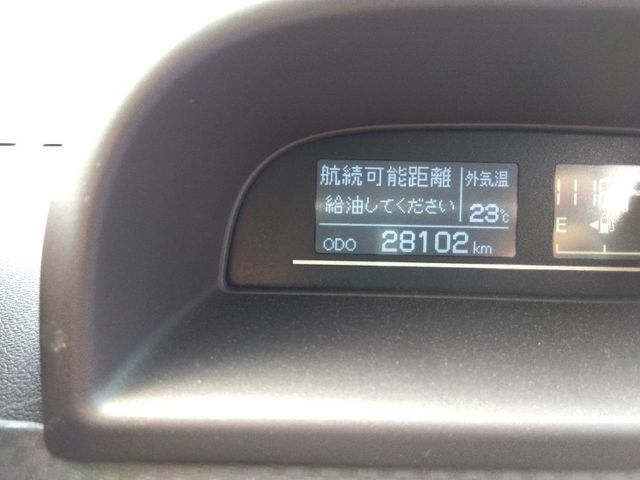 航続可能距離
給油してください
外気温
23℃
ODO 28102 km
E